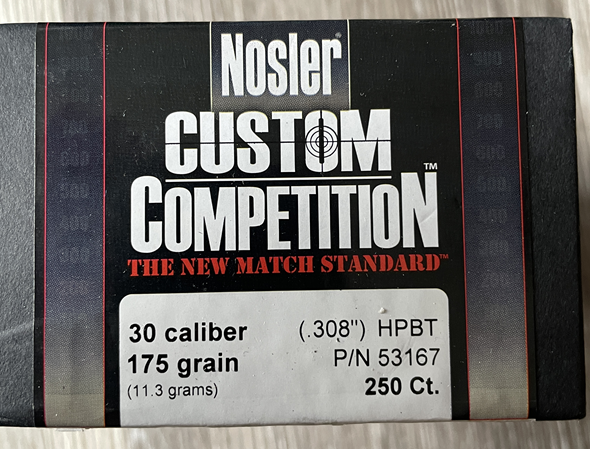 Nosler®
CUSTOM
COMPETITION™
THE NEW MATCH STANDARD™
30 caliber (.308") HPBT
175 grain P/N 53167
(11.3 grams) 250 Ct.